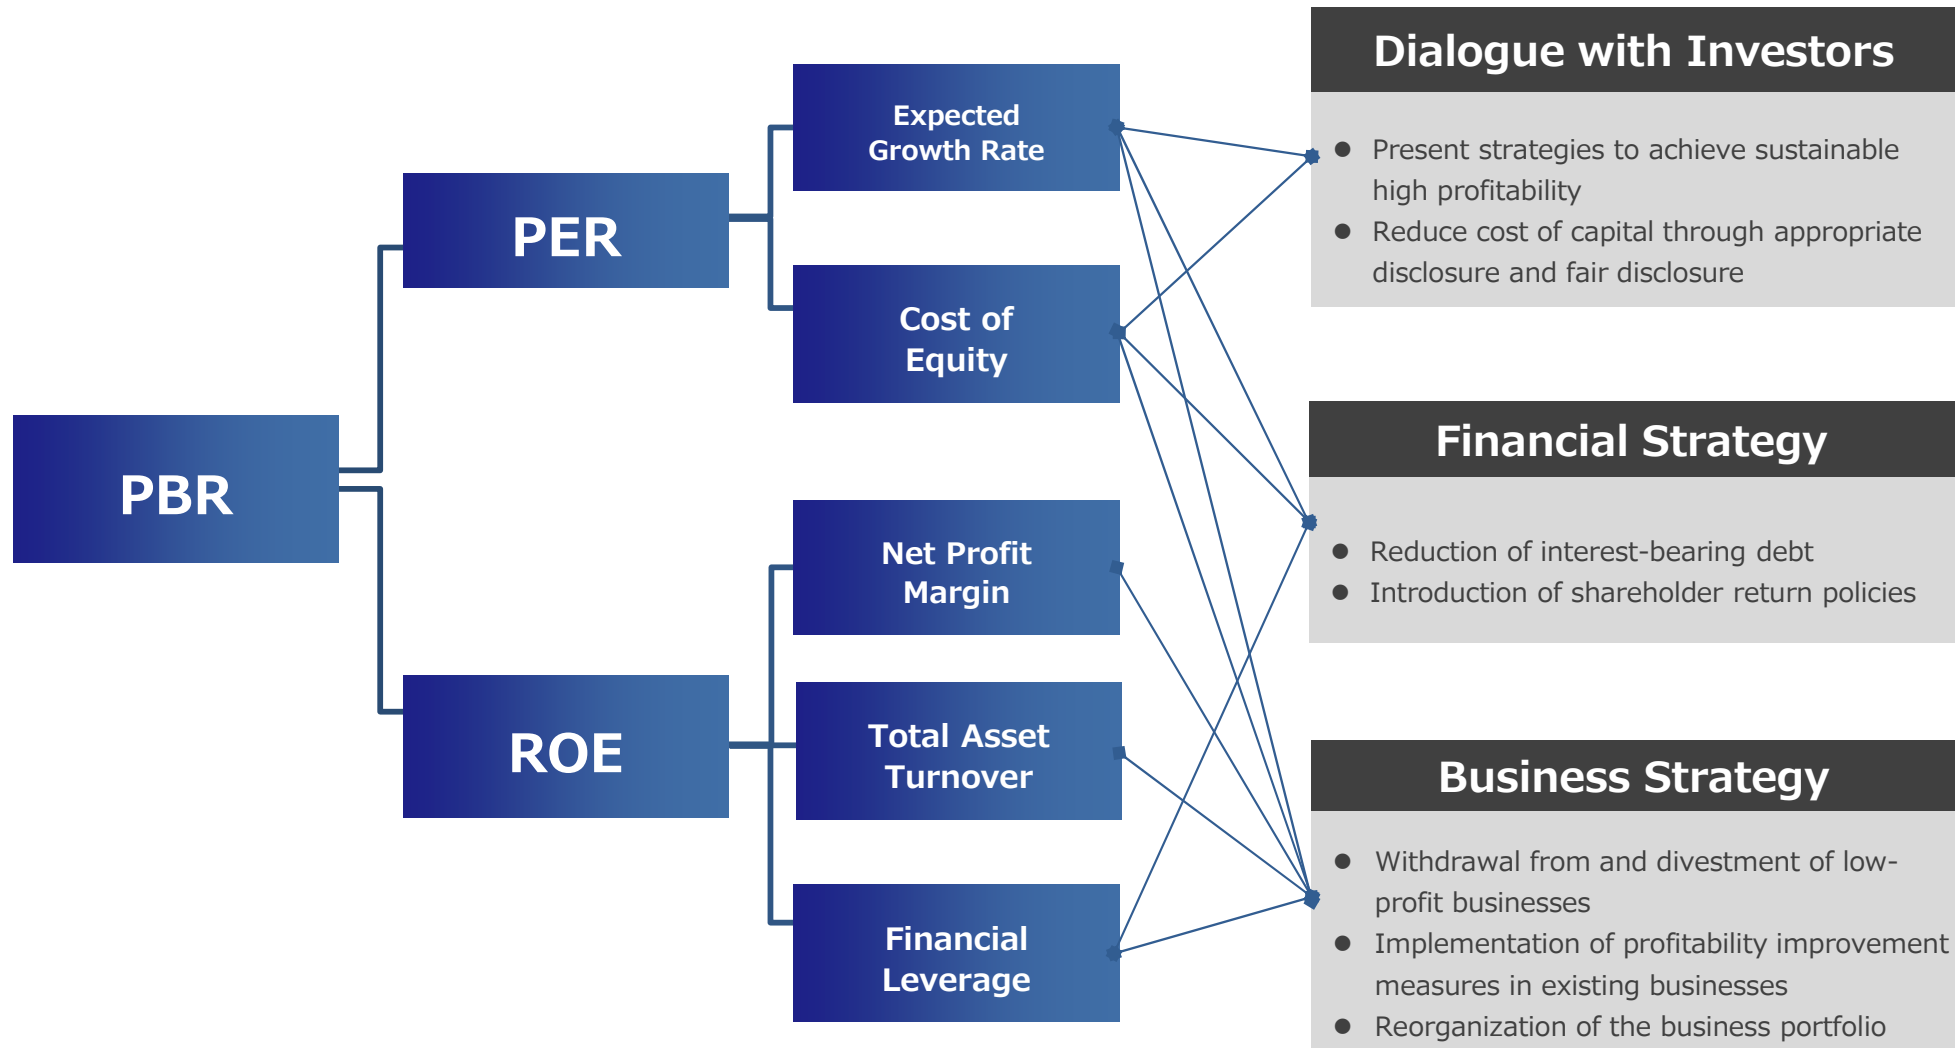 PBR
PER
ROE
Expected
Growth Rate
Cost of
Equity
Net Profit
Margin
Total Asset
Turnover
Financial
Leverage
Dialogue with Investors
● Present strategies to achieve sustainable
high profitability
● Reduce cost of capital through appropriate
disclosure and fair disclosure
Financial Strategy
● Reduction of interest-bearing debt
● Introduction of shareholder return policies
Business Strategy
● Withdrawal from and divestment of low-
profit businesses
● Implementation of profitability improvement
measures in existing businesses
● Reorganization of the business portfolio